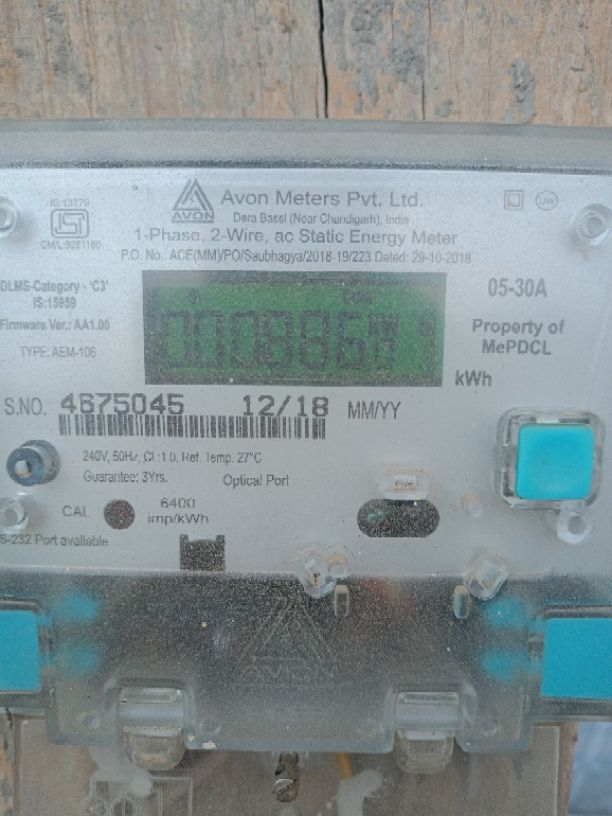 IS 13779
ISI
CM/L:9281160
AVON
Avon Meters Pvt. Ltd.
Dera Bassi (Near Chandigarh), India
UW
1-Phase, 2-Wire, ac Static Energy Meter
P.O. No.: ACE(MM)/PO/Saubhagya/2018-19/223 Dated: 29-10-2018
DLMS-Category - 'C3'
IS:15959
Firmware Ver.: AA1.00
TYPE: AEM-106
000886
05-30A
Property of
MePDCL
kWh
S.NO. 4675045 12/18 MM/YY
240V, 50Hz, Cl.:1.0, Ref. Temp. 27°C
Guarantee: 3Yrs. Optical Port
CAL 6400
imp/kWh
S-232 Port available
AVON